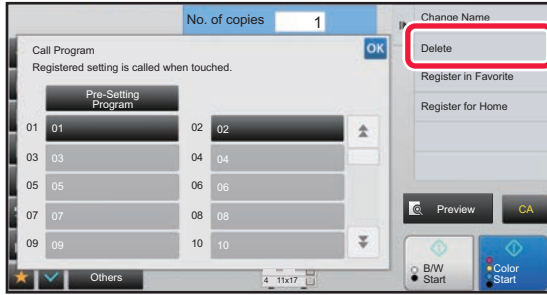 No. of copies 1
Change Name
Call Program
OK
Delete
Registered setting is called when touched.
Register in Favorite
Pre-Setting
Program
Register for Home
01 01 02 02
03 03 04 04
05 05 06 06
07 07 08 08
Preview CA
09 09 10 10
B/W
Start
Color
Start
Others
4 11x17